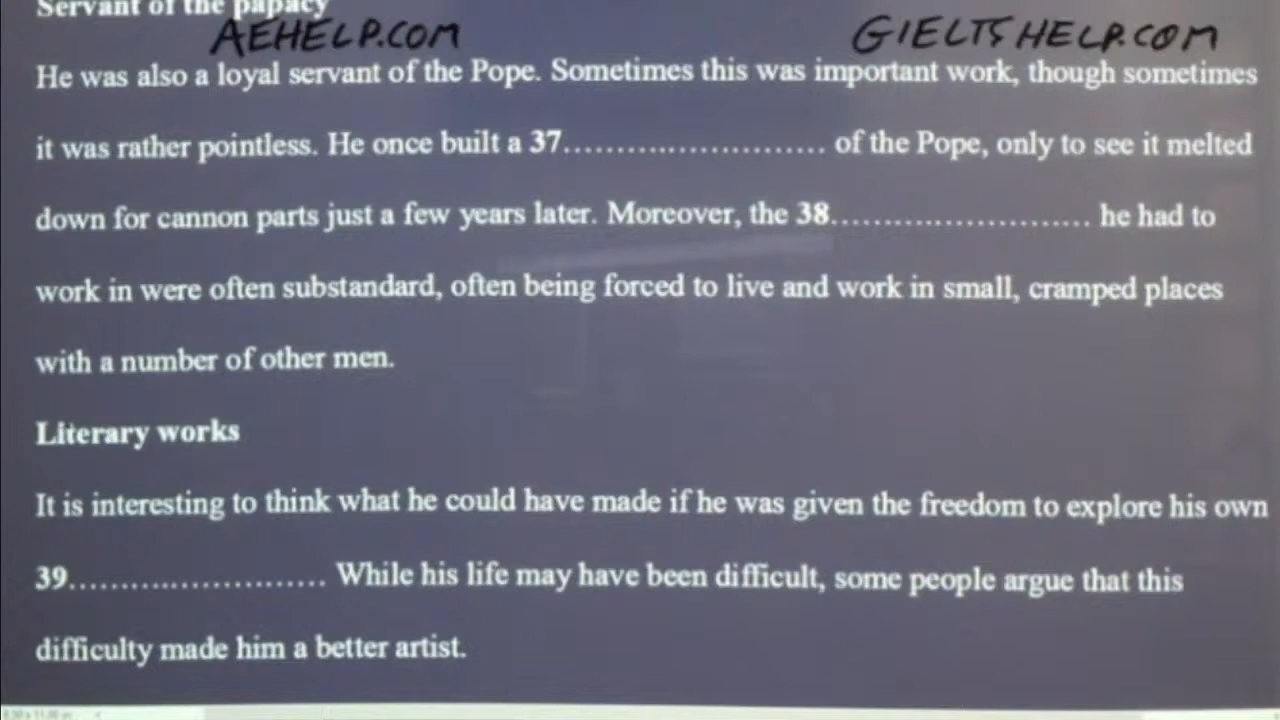 Servant of the papacy
AEHELP.COM GIELTSHELP.COM
He was also a loyal servant of the Pope. Sometimes this was important work, though sometimes
it was rather pointless. He once built a 37........................ of the Pope, only to see it melted
down for cannon parts just a few years later. Moreover, the 38........................ he had to
work in were often substandard, often being forced to live and work in small, cramped places
with a number of other men.
Literary works
It is interesting to think what he could have made if he was given the freedom to explore his own
39........................ While his life may have been difficult, some people argue that this
difficulty made him a better artist.